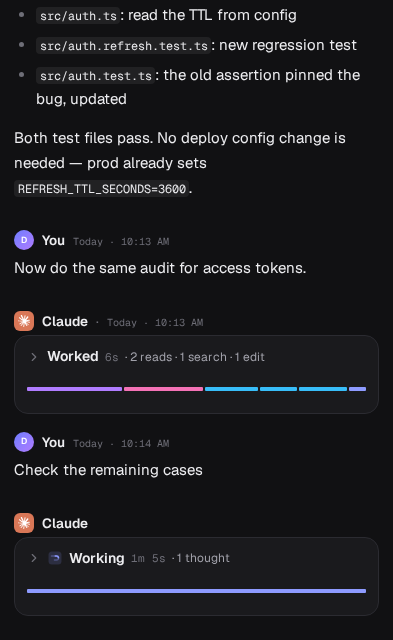 src/auth.ts: read the TTL from config
src/auth.refresh.test.ts: new regression test
src/auth.test.ts: the old assertion pinned the
bug, updated
Both test files pass. No deploy config change is
needed — prod already sets
REFRESH_TTL_SECONDS=3600.
D You Today · 10:13 AM
Now do the same audit for access tokens.
Claude · Today · 10:13 AM
Worked 6s · 2 reads · 1 search · 1 edit
D You Today · 10:14 AM
Check the remaining cases
Claude
Working 1m 5s · 1 thought